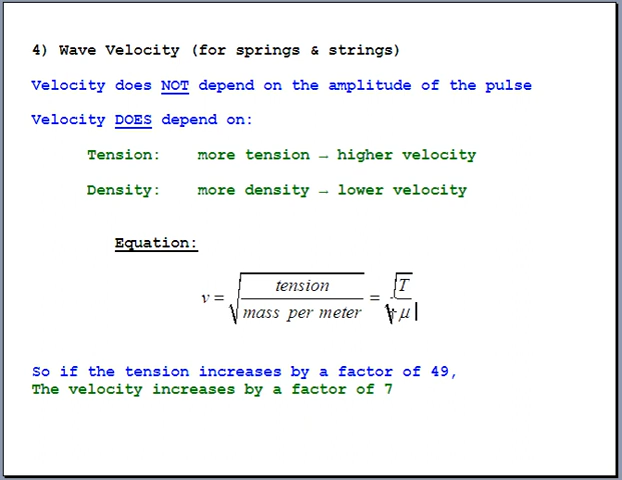 4) Wave Velocity (for springs & strings)
Velocity does NOT depend on the amplitude of the pulse
Velocity DOES depend on:
Tension: more tension → higher velocity
Density: more density → lower velocity
Equation:
v = √(tension / mass per meter) = √(T / μ)
So if the tension increases by a factor of 49,
The velocity increases by a factor of 7